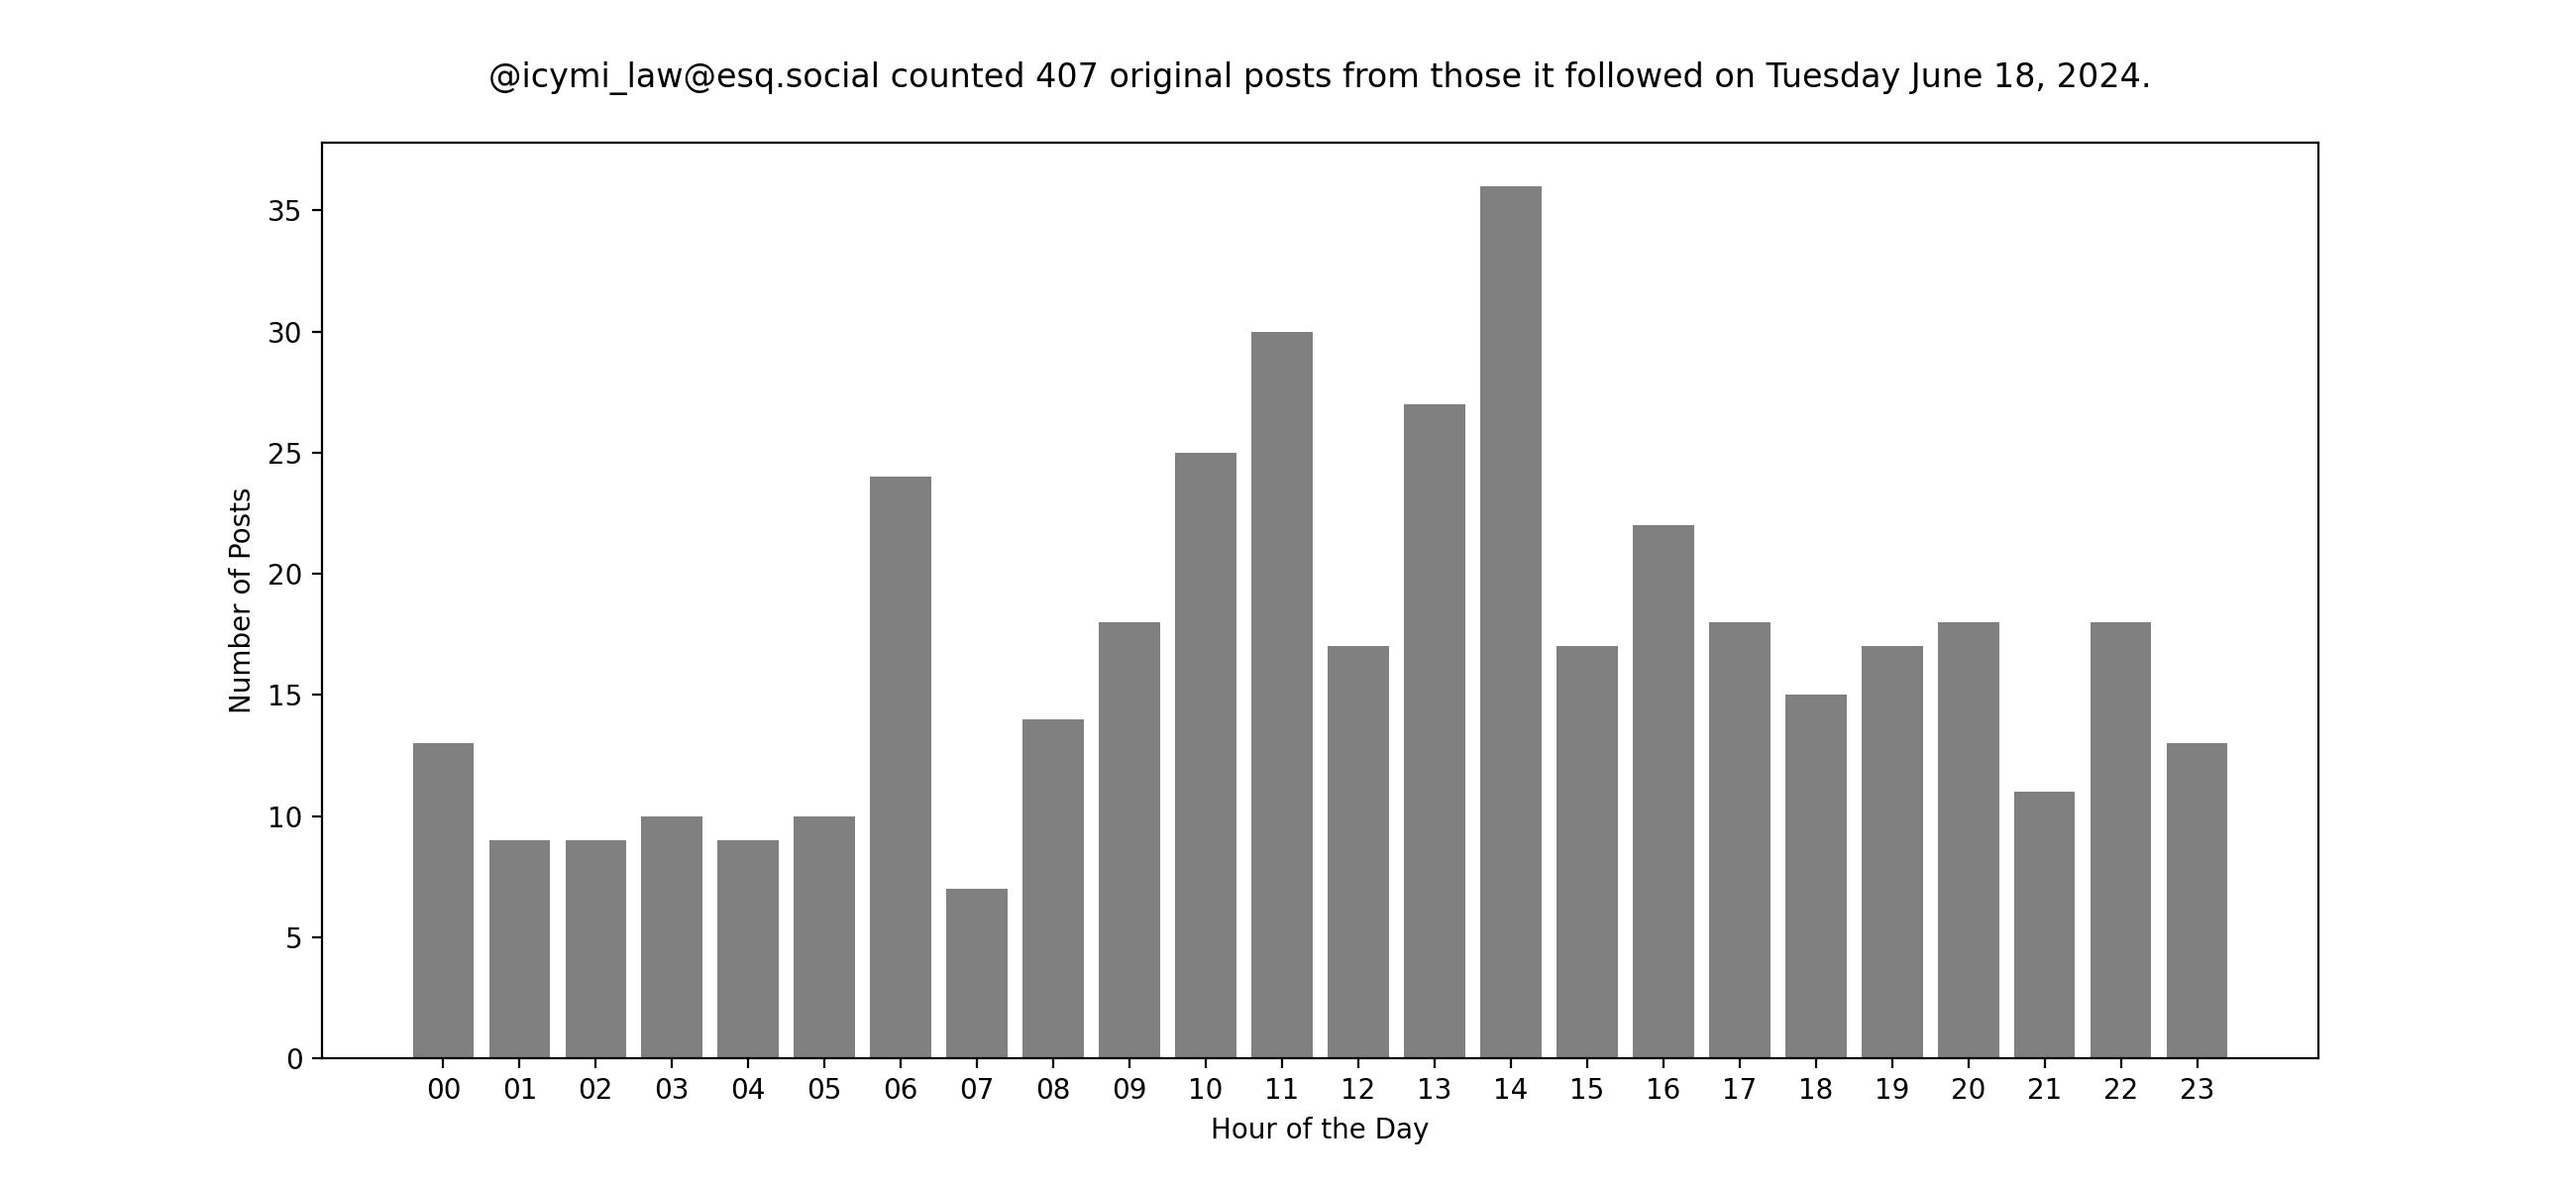 @icymi_law@esq.social counted 407 original posts from those it followed on Tuesday June 18, 2024.
35
30
25
20
15
10
5
0
Number of Posts
00 01 02 03 04 05 06 07 08 09 10 11 12 13 14 15 16 17 18 19 20 21 22 23
Hour of the Day